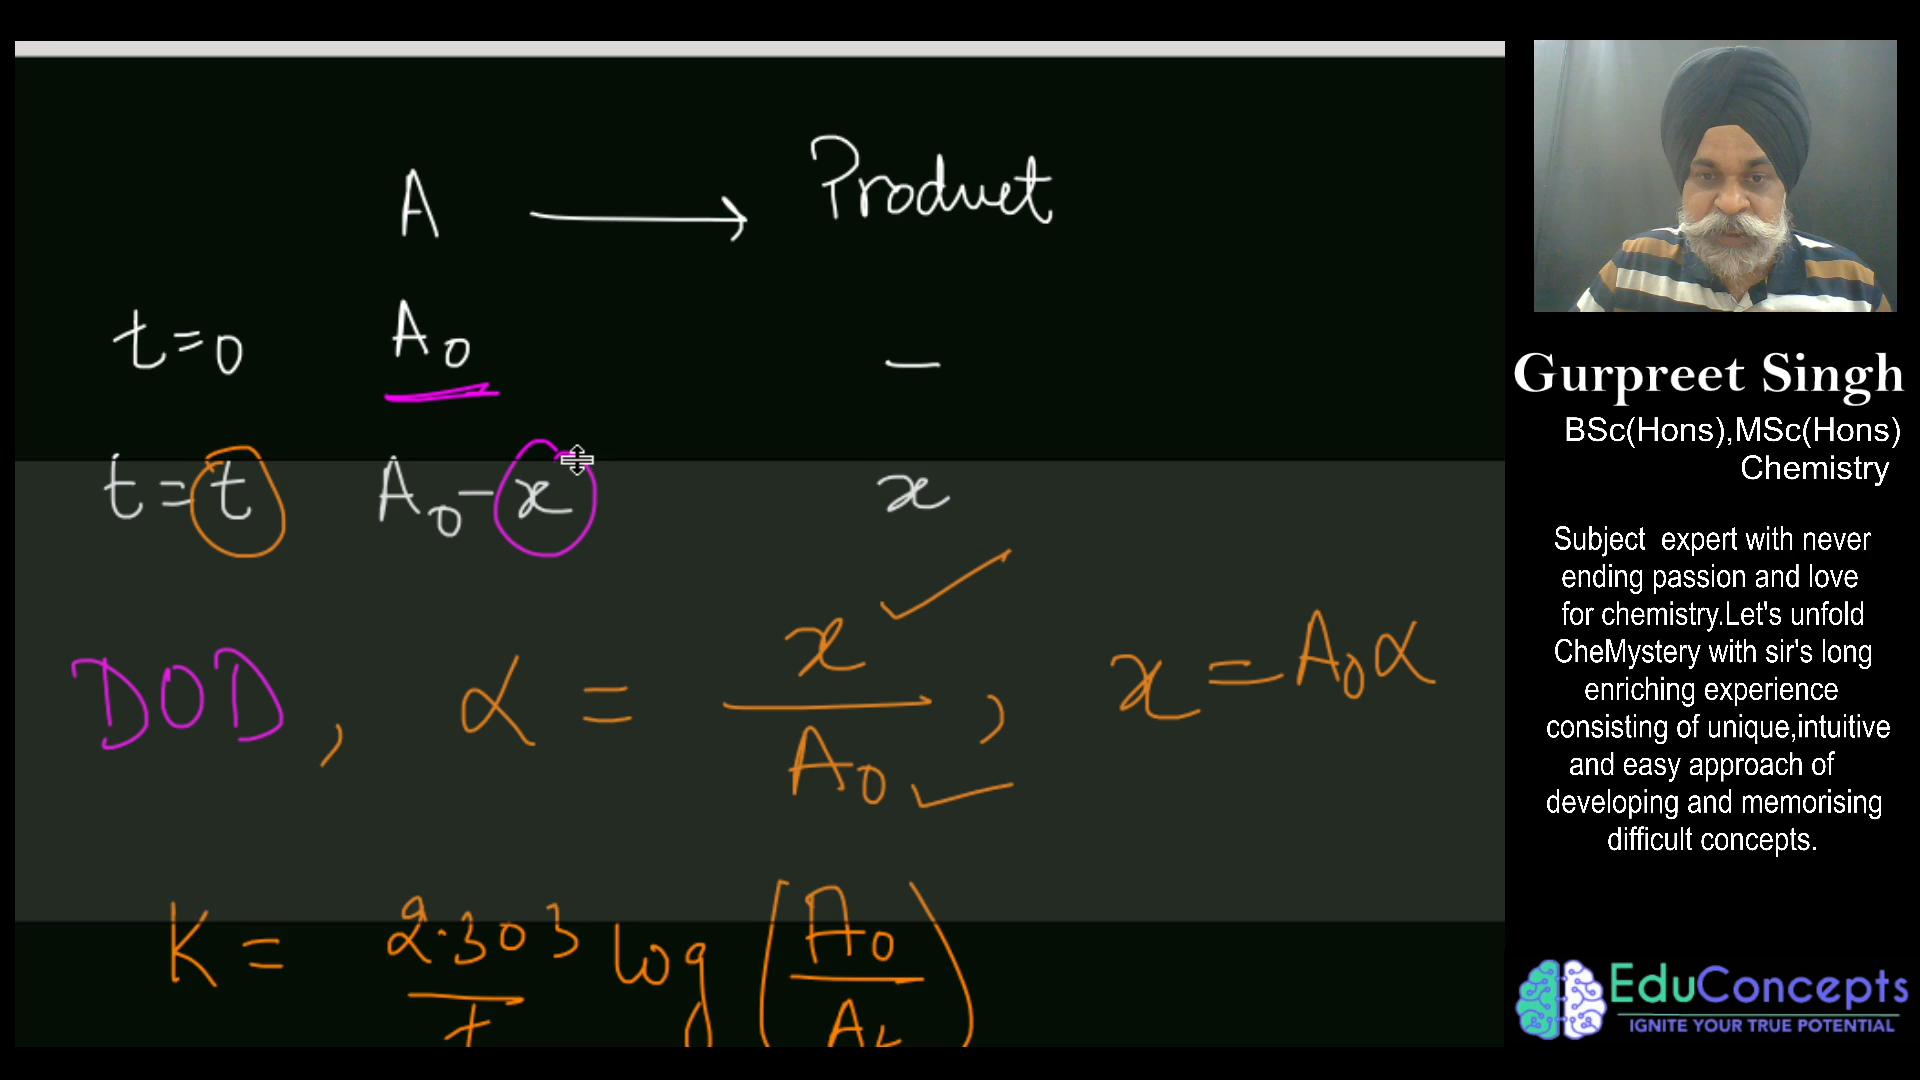 A ⟶ Product
t=0 A₀ –
t=t A₀-x x
DOD, α = x / A₀, x = A₀α
K = 2.303 / t log (A₀ / Aₜ)
Gurpreet Singh
BSc(Hons),MSc(Hons)
Chemistry
Subject expert with never
ending passion and love
for chemistry.Let's unfold
CheMystery with sir's long
enriching experience
consisting of unique,intuitive
and easy approach of
developing and memorising
difficult concepts.
EduConcepts
IGNITE YOUR TRUE POTENTIAL